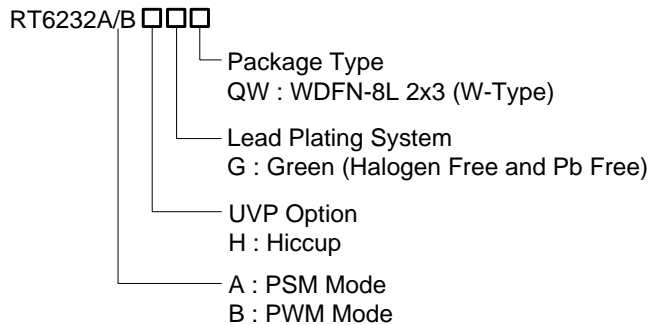 RT6232A/B □□□
Package Type
QW : WDFN-8L 2x3 (W-Type)
Lead Plating System
G : Green (Halogen Free and Pb Free)
UVP Option
H : Hiccup
A : PSM Mode
B : PWM Mode